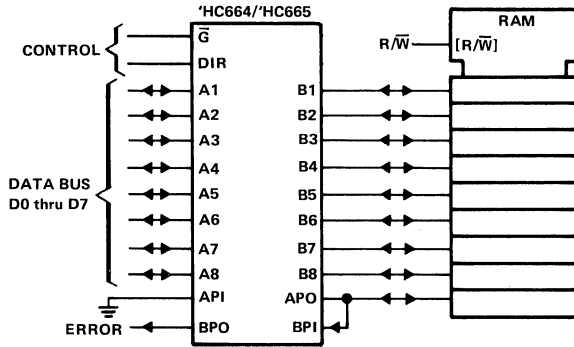 'HC664/'HC665
RAM
CONTROL
G̅
DIR
R/W̅
[R/W̅]
A1
B1
A2
B2
A3
B3
A4
B4
DATA BUS
D0 thru D7
A5
B5
A6
B6
A7
B7
A8
B8
API
APO
ERROR
BPO
BPI